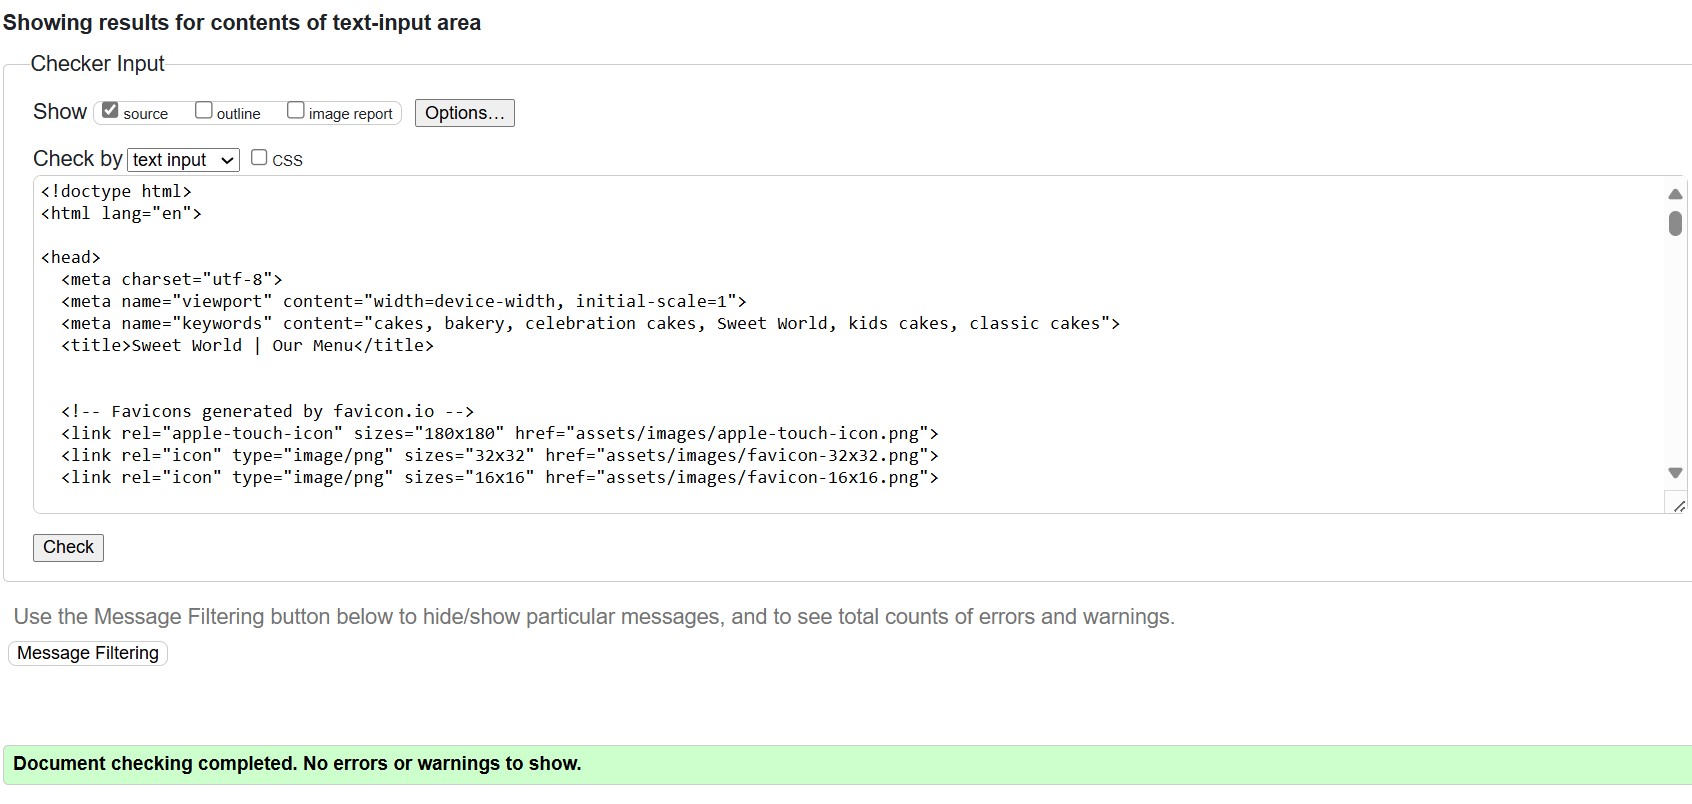 Showing results for contents of text-input area
Checker Input
Show source outline image report Options...
Check by text input CSS
<!doctype html>
<html lang="en">
<head>
<meta charset="utf-8">
<meta name="viewport" content="width=device-width, initial-scale=1">
<meta name="keywords" content="cakes, bakery, celebration cakes, Sweet World, kids cakes, classic cakes">
<title>Sweet World | Our Menu</title>
<!-- Favicons generated by favicon.io -->
<link rel="apple-touch-icon" sizes="180x180" href="assets/images/apple-touch-icon.png">
<link rel="icon" type="image/png" sizes="32x32" href="assets/images/favicon-32x32.png">
<link rel="icon" type="image/png" sizes="16x16" href="assets/images/favicon-16x16.png">
Check
Use the Message Filtering button below to hide/show particular messages, and to see total counts of errors and warnings.
Message Filtering
Document checking completed. No errors or warnings to show.